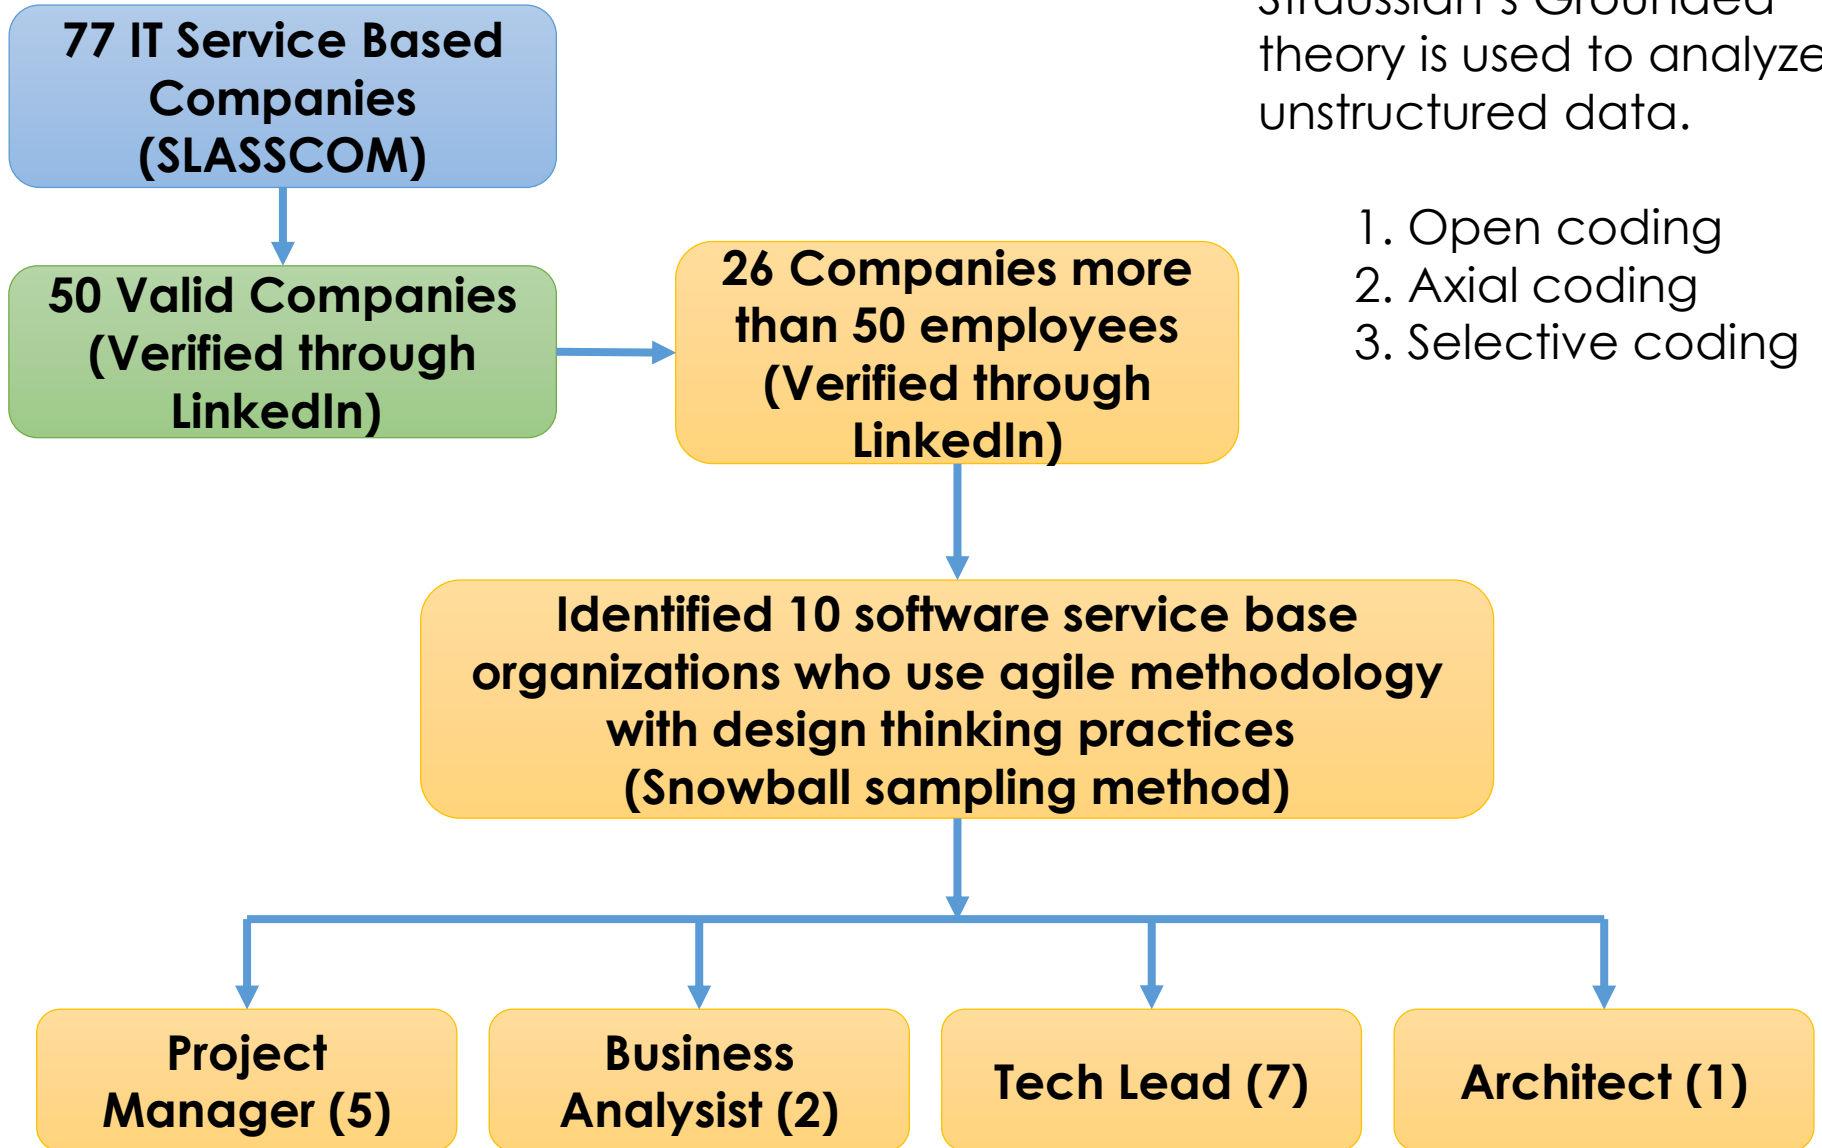 77 IT Service Based
Companies
(SLASSCOM)
Straussian's Grounded
theory is used to analyze
unstructured data.
1. Open coding
2. Axial coding
3. Selective coding
50 Valid Companies
(Verified through
LinkedIn)
26 Companies more
than 50 employees
(Verified through
LinkedIn)
Identified 10 software service base
organizations who use agile methodology
with design thinking practices
(Snowball sampling method)
Project
Manager (5)
Business
Analysist (2)
Tech Lead (7)
Architect (1)